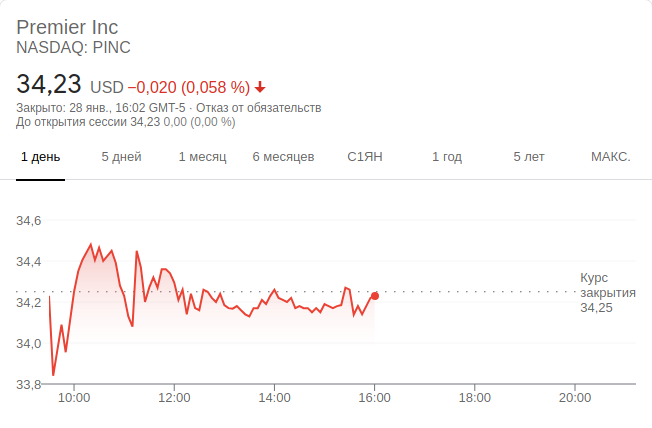 Premier Inc
NASDAQ: PINC
34,23 USD −0,020 (0,058 %)
Закрыто: 28 янв., 16:02 GMT-5 · Отказ от обязательств
До открытия сессии 34,23 0,00 (0,00 %)
1 день 5 дней 1 месяц 6 месяцев С1ЯН 1 год 5 лет МАКС.
34,6
34,4
Курс
закрытия
34,25
34,2
34,0
33,8
10:00 12:00 14:00 16:00 18:00 20:00